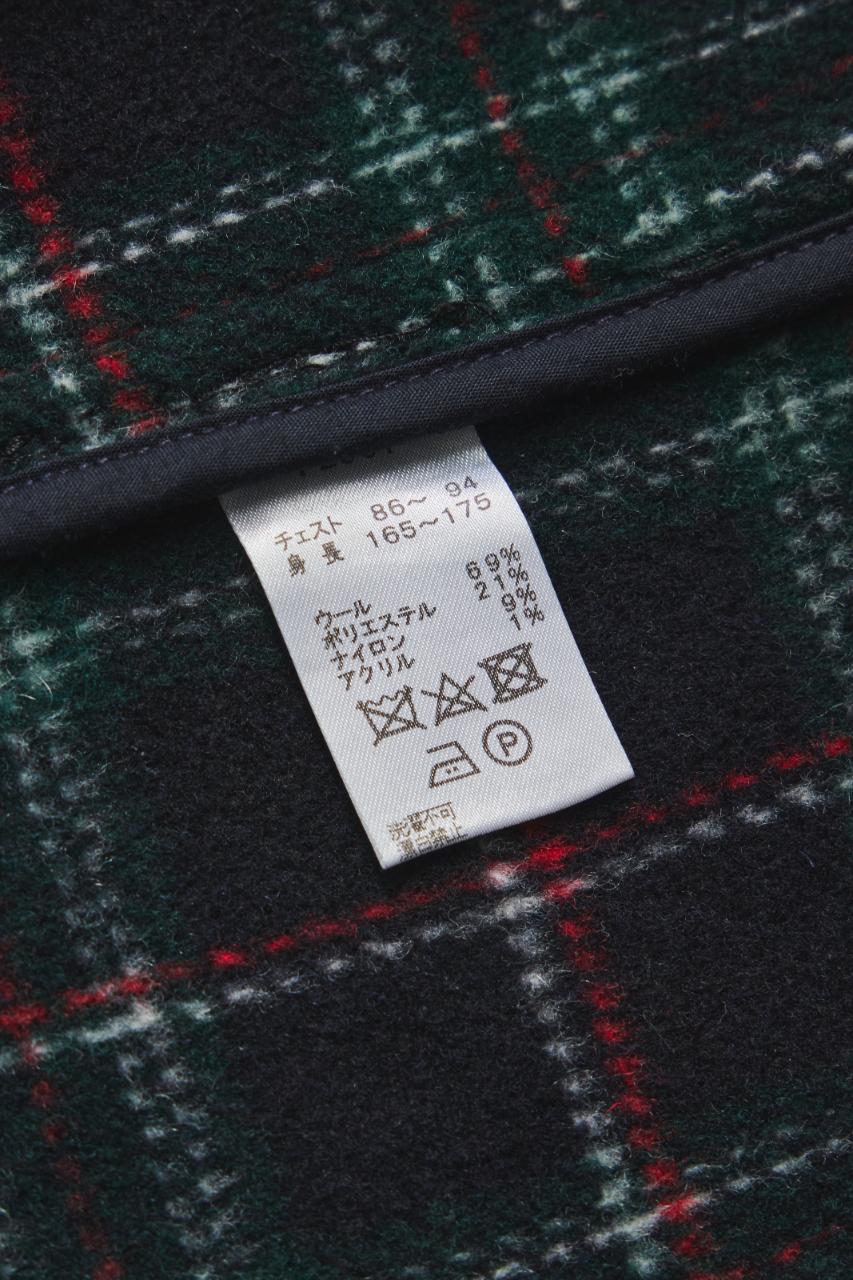 チェスト 86～ 94
身 長 165～175
ウール 69%
ポリエステル 21%
ナイロン 9%
アクリル 1%
P
洗濯不可
漂白禁止